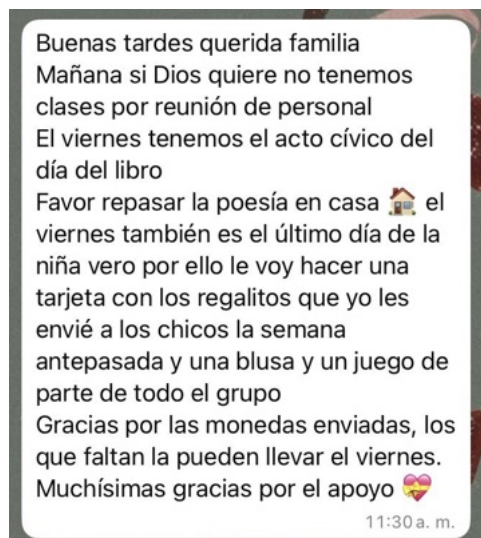 Buenas tardes querida familia
Mañana si Dios quiere no tenemos
clases por reunión de personal
El viernes tenemos el acto cívico del
día del libro
Favor repasar la poesía en casa 🏠 el
viernes también es el último día de la
niña vero por ello le voy hacer una
tarjeta con los regalitos que yo les
envié a los chicos la semana
antepasada y una blusa y un juego de
parte de todo el grupo
Gracias por las monedas enviadas, los
que faltan la pueden llevar el viernes.
Muchísimas gracias por el apoyo 💝
11:30 a. m.